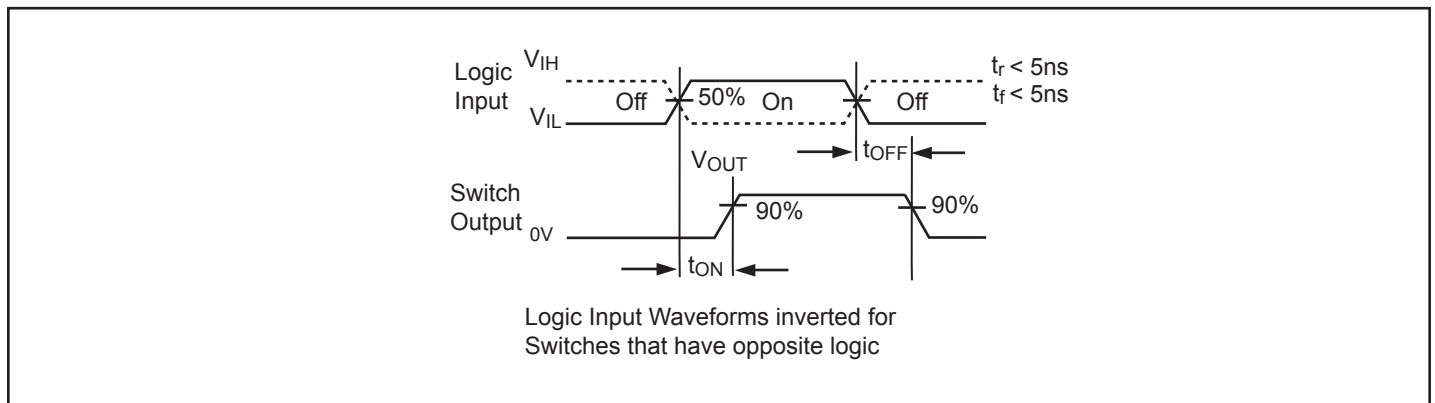 Logic
Input
VIH
VIL
Off
50%
On
Off
tr < 5ns
tf < 5ns
tOFF
VOUT
Switch
Output
0V
90%
90%
tON
Logic Input Waveforms inverted for
Switches that have opposite logic